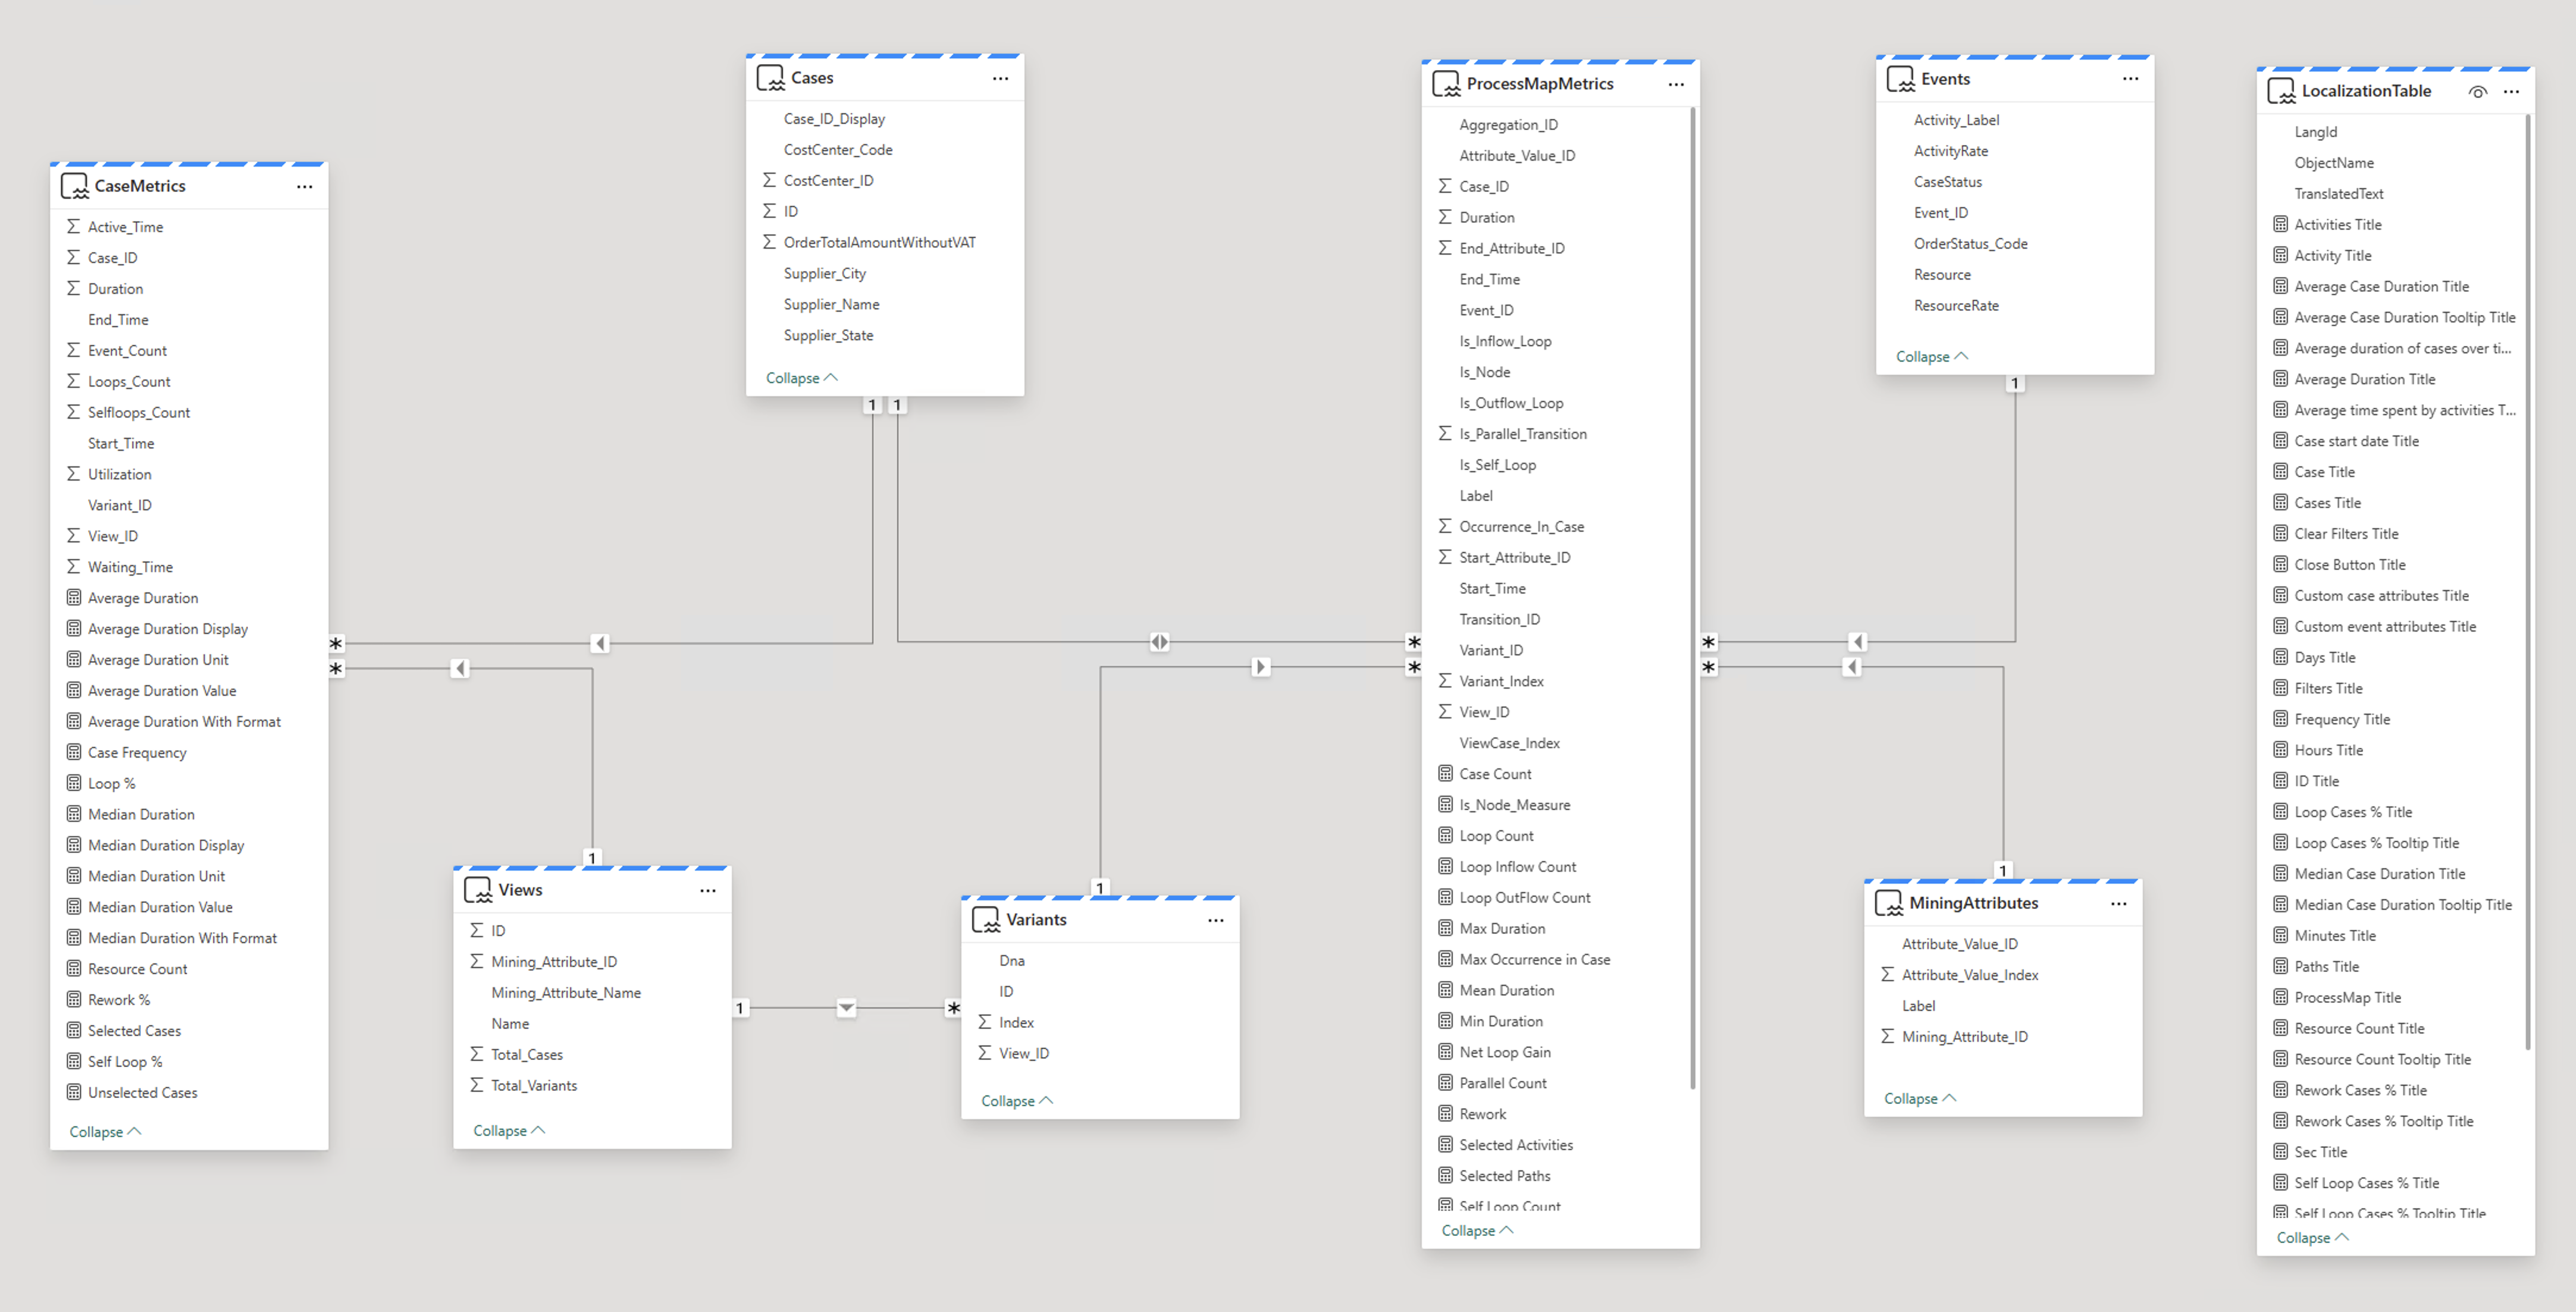 CaseMetrics
Active_Time
Case_ID
Duration
End_Time
Event_Count
Loops_Count
Selfloops_Count
Start_Time
Utilization
Variant_ID
View_ID
Waiting_Time
Average Duration
Average Duration Display
Average Duration Unit
Average Duration Value
Average Duration With Format
Case Frequency
Loop %
Median Duration
Median Duration Display
Median Duration Unit
Median Duration Value
Median Duration With Format
Resource Count
Rework %
Selected Cases
Self Loop %
Unselected Cases
Collapse
Cases
Case_ID_Display
CostCenter_Code
CostCenter_ID
ID
OrderTotalAmountWithoutVAT
Supplier_City
Supplier_Name
Supplier_State
Collapse
1 1
* 
*
1
Views
ID
Mining_Attribute_ID
Mining_Attribute_Name
Name
Total_Cases
Total_Variants
Collapse
1 *
1
Variants
Dna
ID
Index
View_ID
Collapse
*
*
ProcessMapMetrics
Aggregation_ID
Attribute_Value_ID
Case_ID
Duration
End_Attribute_ID
End_Time
Event_ID
Is_Inflow_Loop
Is_Node
Is_Outflow_Loop
Is_Parallel_Transition
Is_Self_Loop
Label
Occurrence_In_Case
Start_Attribute_ID
Start_Time
Transition_ID
Variant_ID
Variant_Index
View_ID
ViewCase_Index
Case Count
Is_Node_Measure
Loop Count
Loop Inflow Count
Loop OutFlow Count
Max Duration
Max Occurrence in Case
Mean Duration
Min Duration
Net Loop Gain
Parallel Count
Rework
Selected Activities
Selected Paths
Self Loop Count
Collapse
Events
Activity_Label
ActivityRate
CaseStatus
Event_ID
OrderStatus_Code
Resource
ResourceRate
Collapse
1
*
*
1
MiningAttributes
Attribute_Value_ID
Attribute_Value_Index
Label
Mining_Attribute_ID
Collapse
LocalizationTable
LangId
ObjectName
TranslatedText
Activities Title
Activity Title
Average Case Duration Title
Average Case Duration Tooltip Title
Average duration of cases over ti...
Average Duration Title
Average time spent by activities T...
Case start date Title
Case Title
Cases Title
Clear Filters Title
Close Button Title
Custom case attributes Title
Custom event attributes Title
Days Title
Filters Title
Frequency Title
Hours Title
ID Title
Loop Cases % Title
Loop Cases % Tooltip Title
Median Case Duration Title
Median Case Duration Tooltip Title
Minutes Title
Paths Title
ProcessMap Title
Resource Count Title
Resource Count Tooltip Title
Rework Cases % Title
Rework Cases % Tooltip Title
Sec Title
Self Loop Cases % Title
Self Loop Cases % Tooltip Title
Collapse